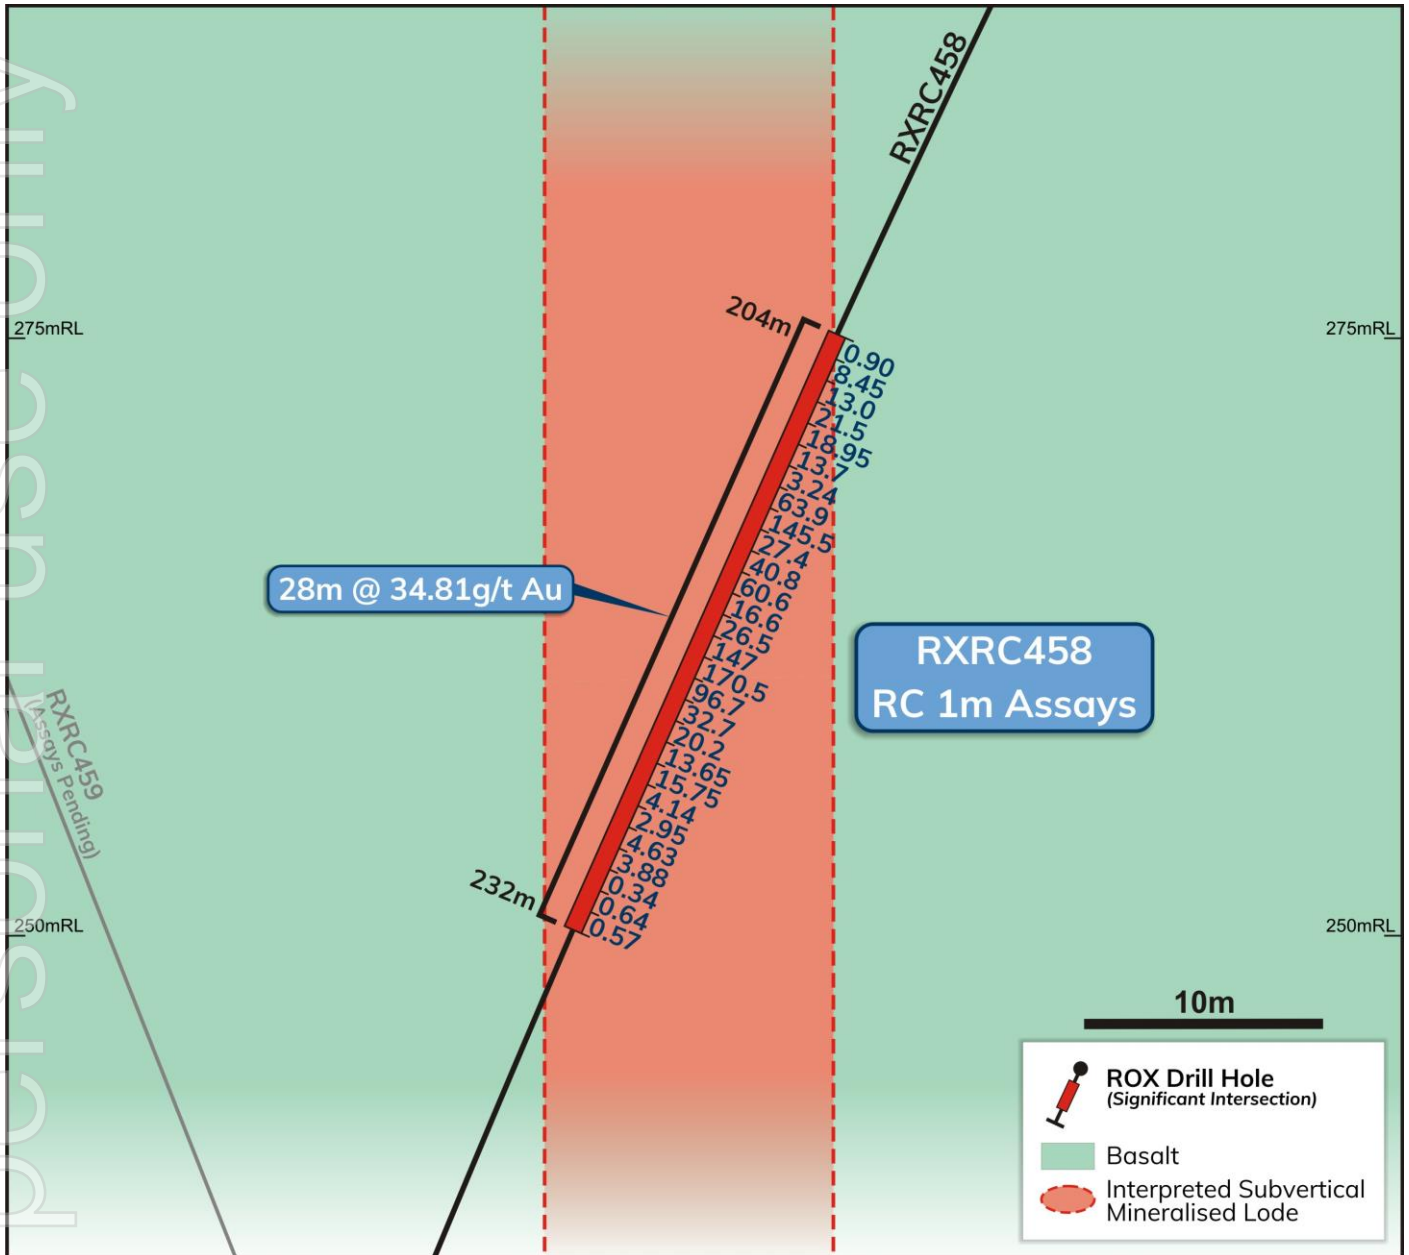 RXRC458
275mRL
275mRL
204m
0.90
8.45
13.0
21.5
18.95
13.7
3.24
63.9
145.5
27.4
40.8
60.6
16.6
26.5
147
170.5
96.7
32.7
20.2
13.65
15.75
4.14
2.95
4.63
3.88
0.34
0.64
0.57
28m @ 34.81g/t Au
RXRC458
RC 1m Assays
RXRC459
(Assays Pending)
232m
250mRL
250mRL
10m
ROX Drill Hole
(Significant Intersection)
Basalt
Interpreted Subvertical
Mineralised Lode
personal use only